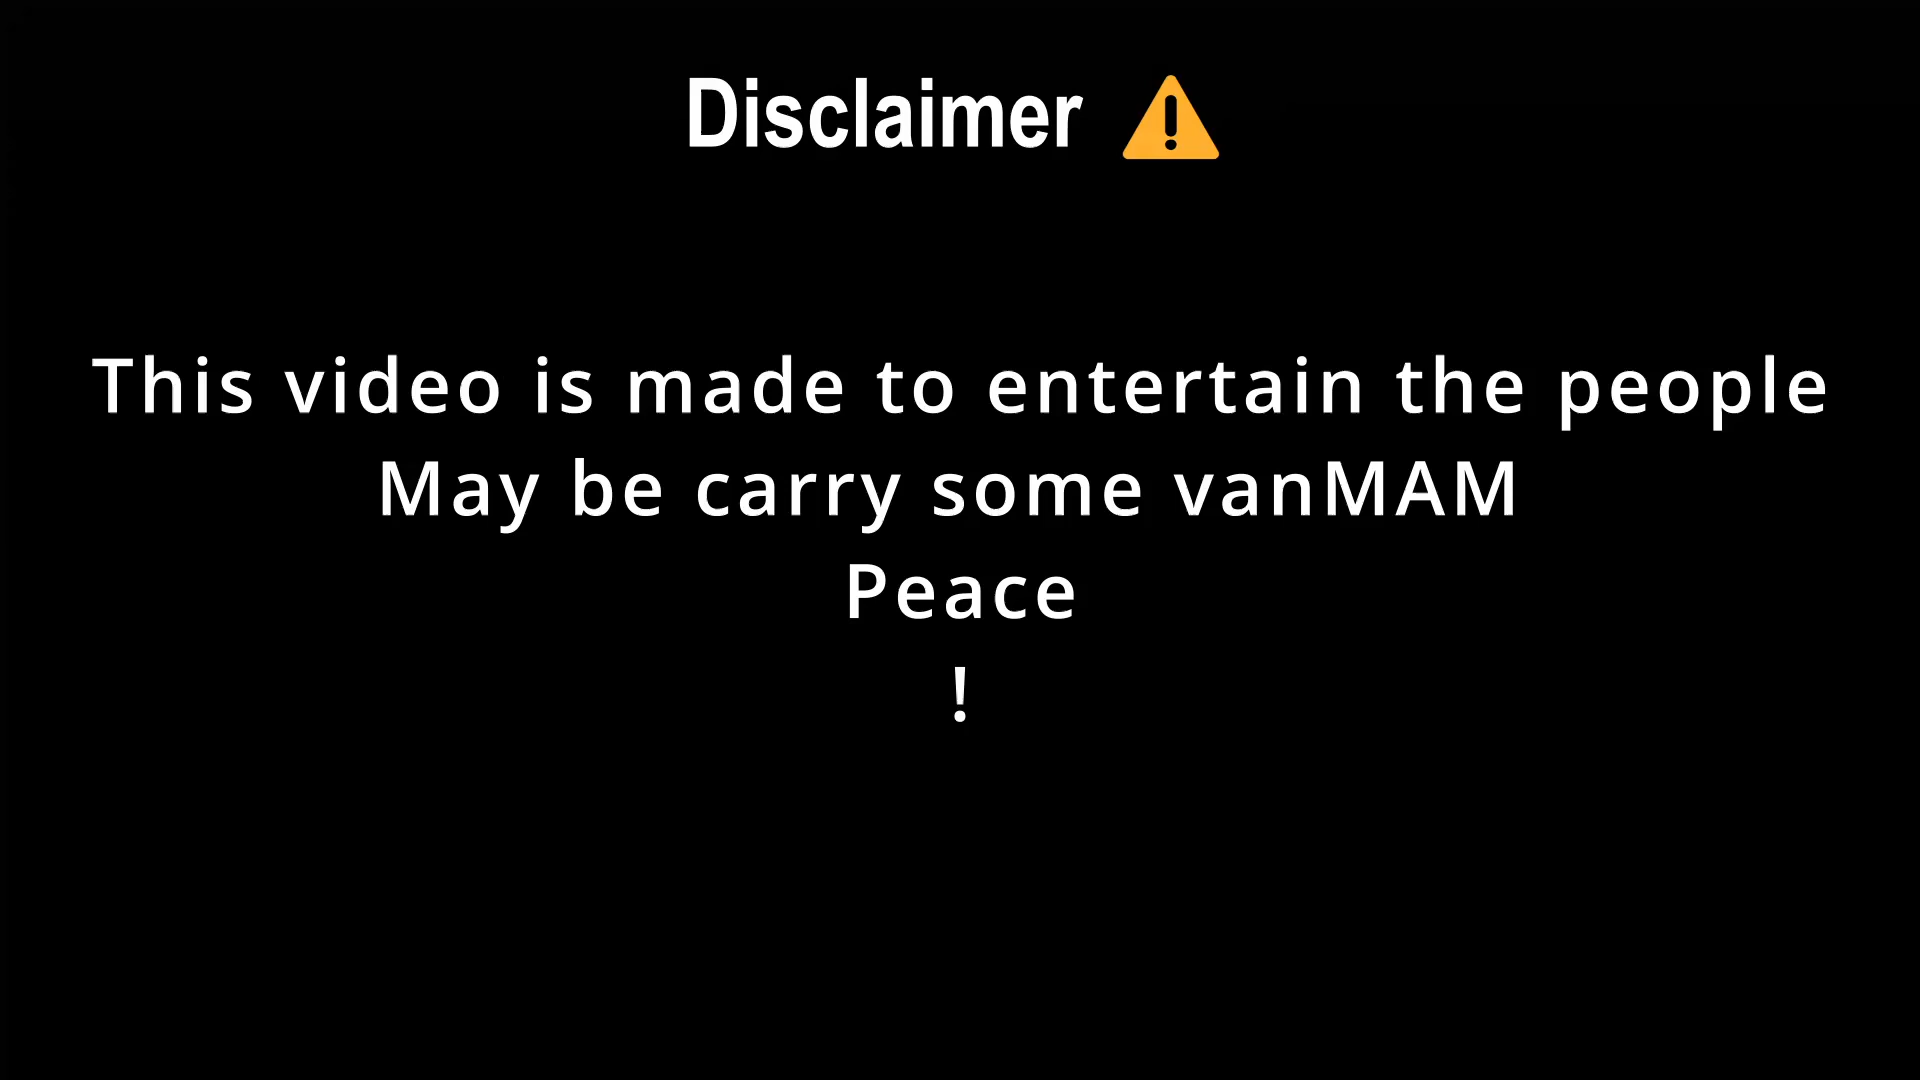 Disclaimer ⚠
This video is made to entertain the people
May be carry some vanMAM
Peace
!